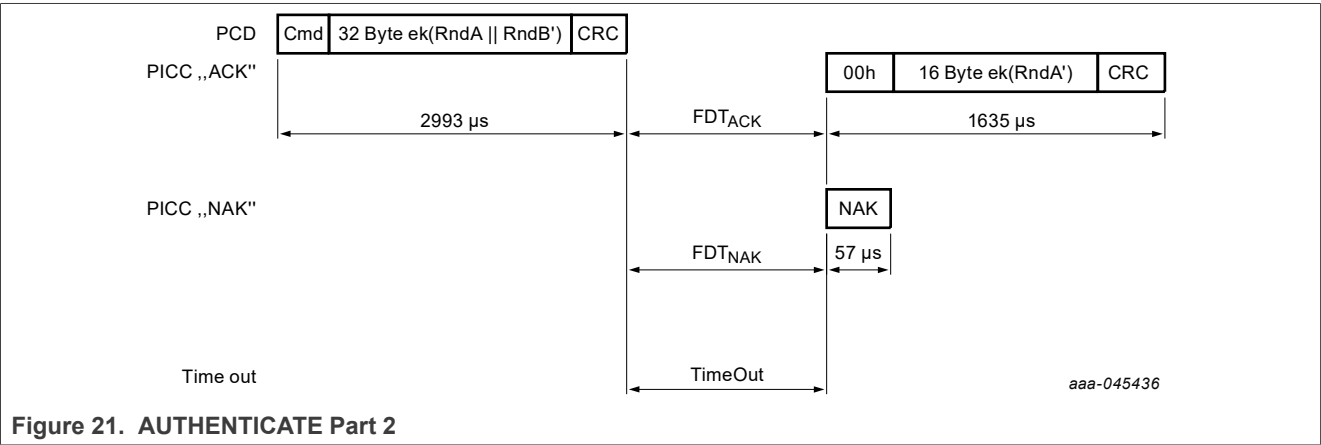 PCD Cmd 32 Byte ek(RndA || RndB') CRC
PICC ,,ACK" 00h 16 Byte ek(RndA') CRC
2993 µs FDTACK 1635 µs
PICC ,,NAK" NAK
FDTNAK 57 µs
Time out TimeOut aaa-045436
Figure 21. AUTHENTICATE Part 2